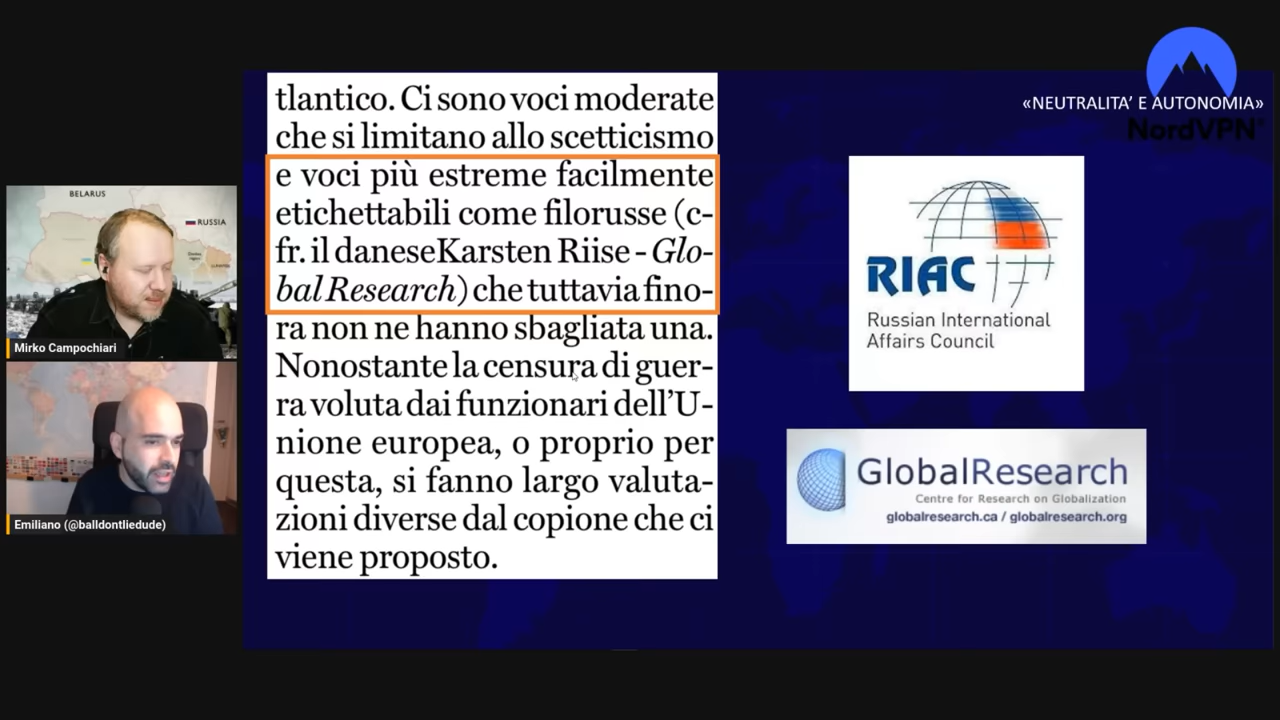 «NEUTRALITA’ E AUTONOMIA»
NordVPN®
tlantico. Ci sono voci moderate
che si limitano allo scetticismo
e voci più estreme facilmente
etichettabili come filorusse (c-
fr. il daneseKarsten Riise - Glo-
bal Research) che tuttavia fino-
ra non ne hanno sbagliata una.
Nonostante la censura di guer-
ra voluta dai funzionari dell’U-
nione europea, o proprio per
questa, si fanno largo valuta-
zioni diverse dal copione che ci
viene proposto.
RIAC
Russian International
Affairs Council
GlobalResearch
Centre for Research on Globalization
globalresearch.ca / globalresearch.org
BELARUS
RUSSIA
Mirko Campochiari
Emiliano (@balldontliedude)